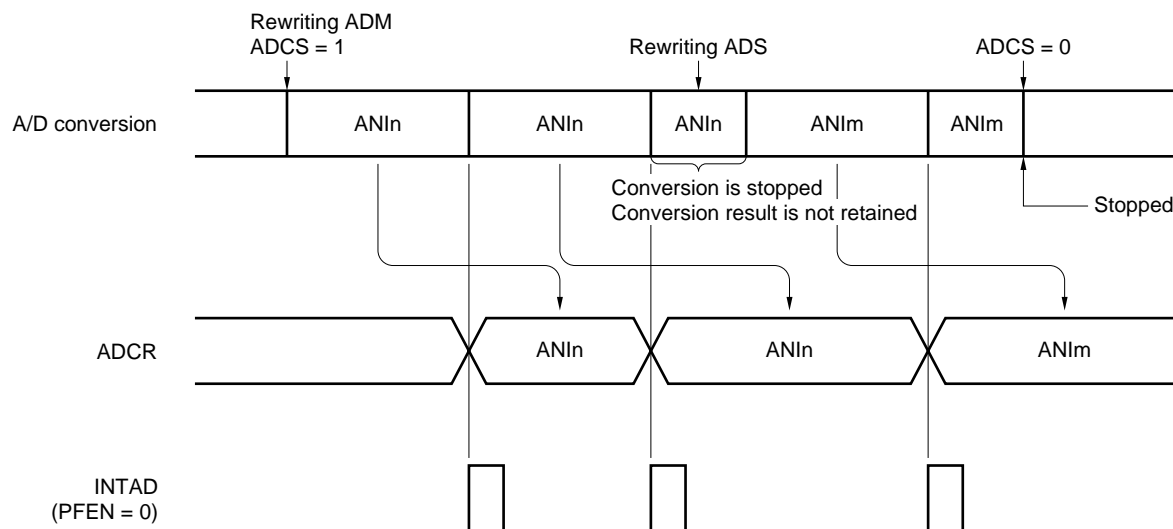 Rewriting ADM
ADCS = 1
Rewriting ADS
ADCS = 0
A/D conversion
ANIn
ANIn
ANIn
ANIm
ANIm
Conversion is stopped
Conversion result is not retained
Stopped
ADCR
ANIn
ANIn
ANIm
INTAD
(PFEN = 0)